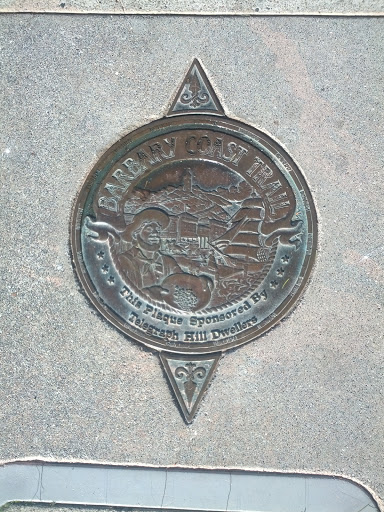 BARBARY COAST TRAIL
This Plaque Sponsored By
Telegraph Hill Dwellers